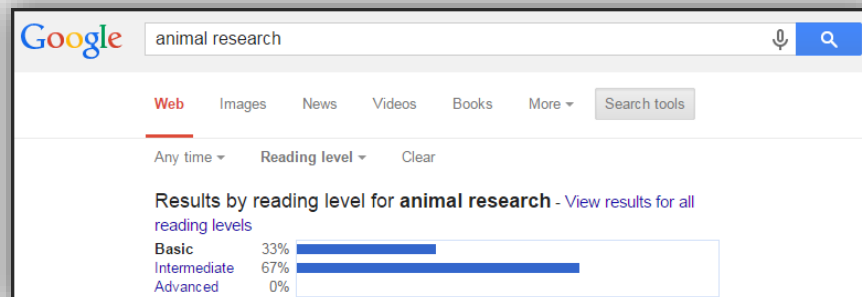 Google animal research
Web Images News Videos Books More Search tools
Any time Reading level Clear
Results by reading level for animal research - View results for all
reading levels
Basic 33%
Intermediate 67%
Advanced 0%